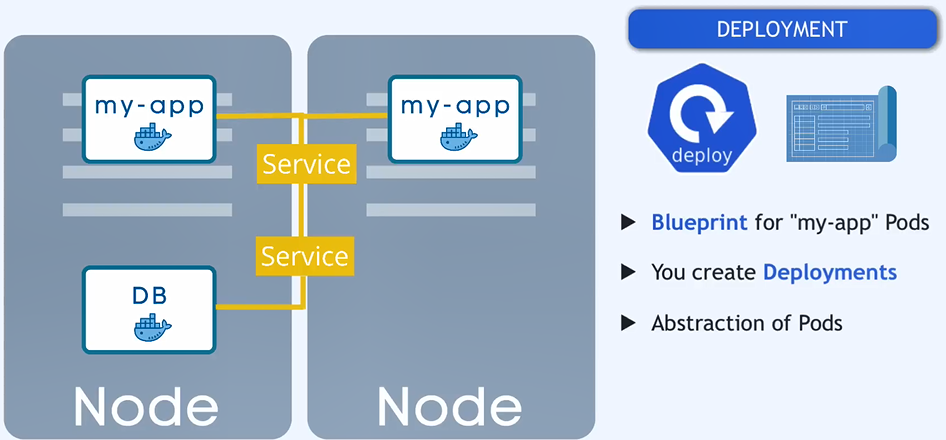 my-app
my-app
Service
Service
DB
Node
Node
DEPLOYMENT
deploy
Blueprint for "my-app" Pods
You create Deployments
Abstraction of Pods